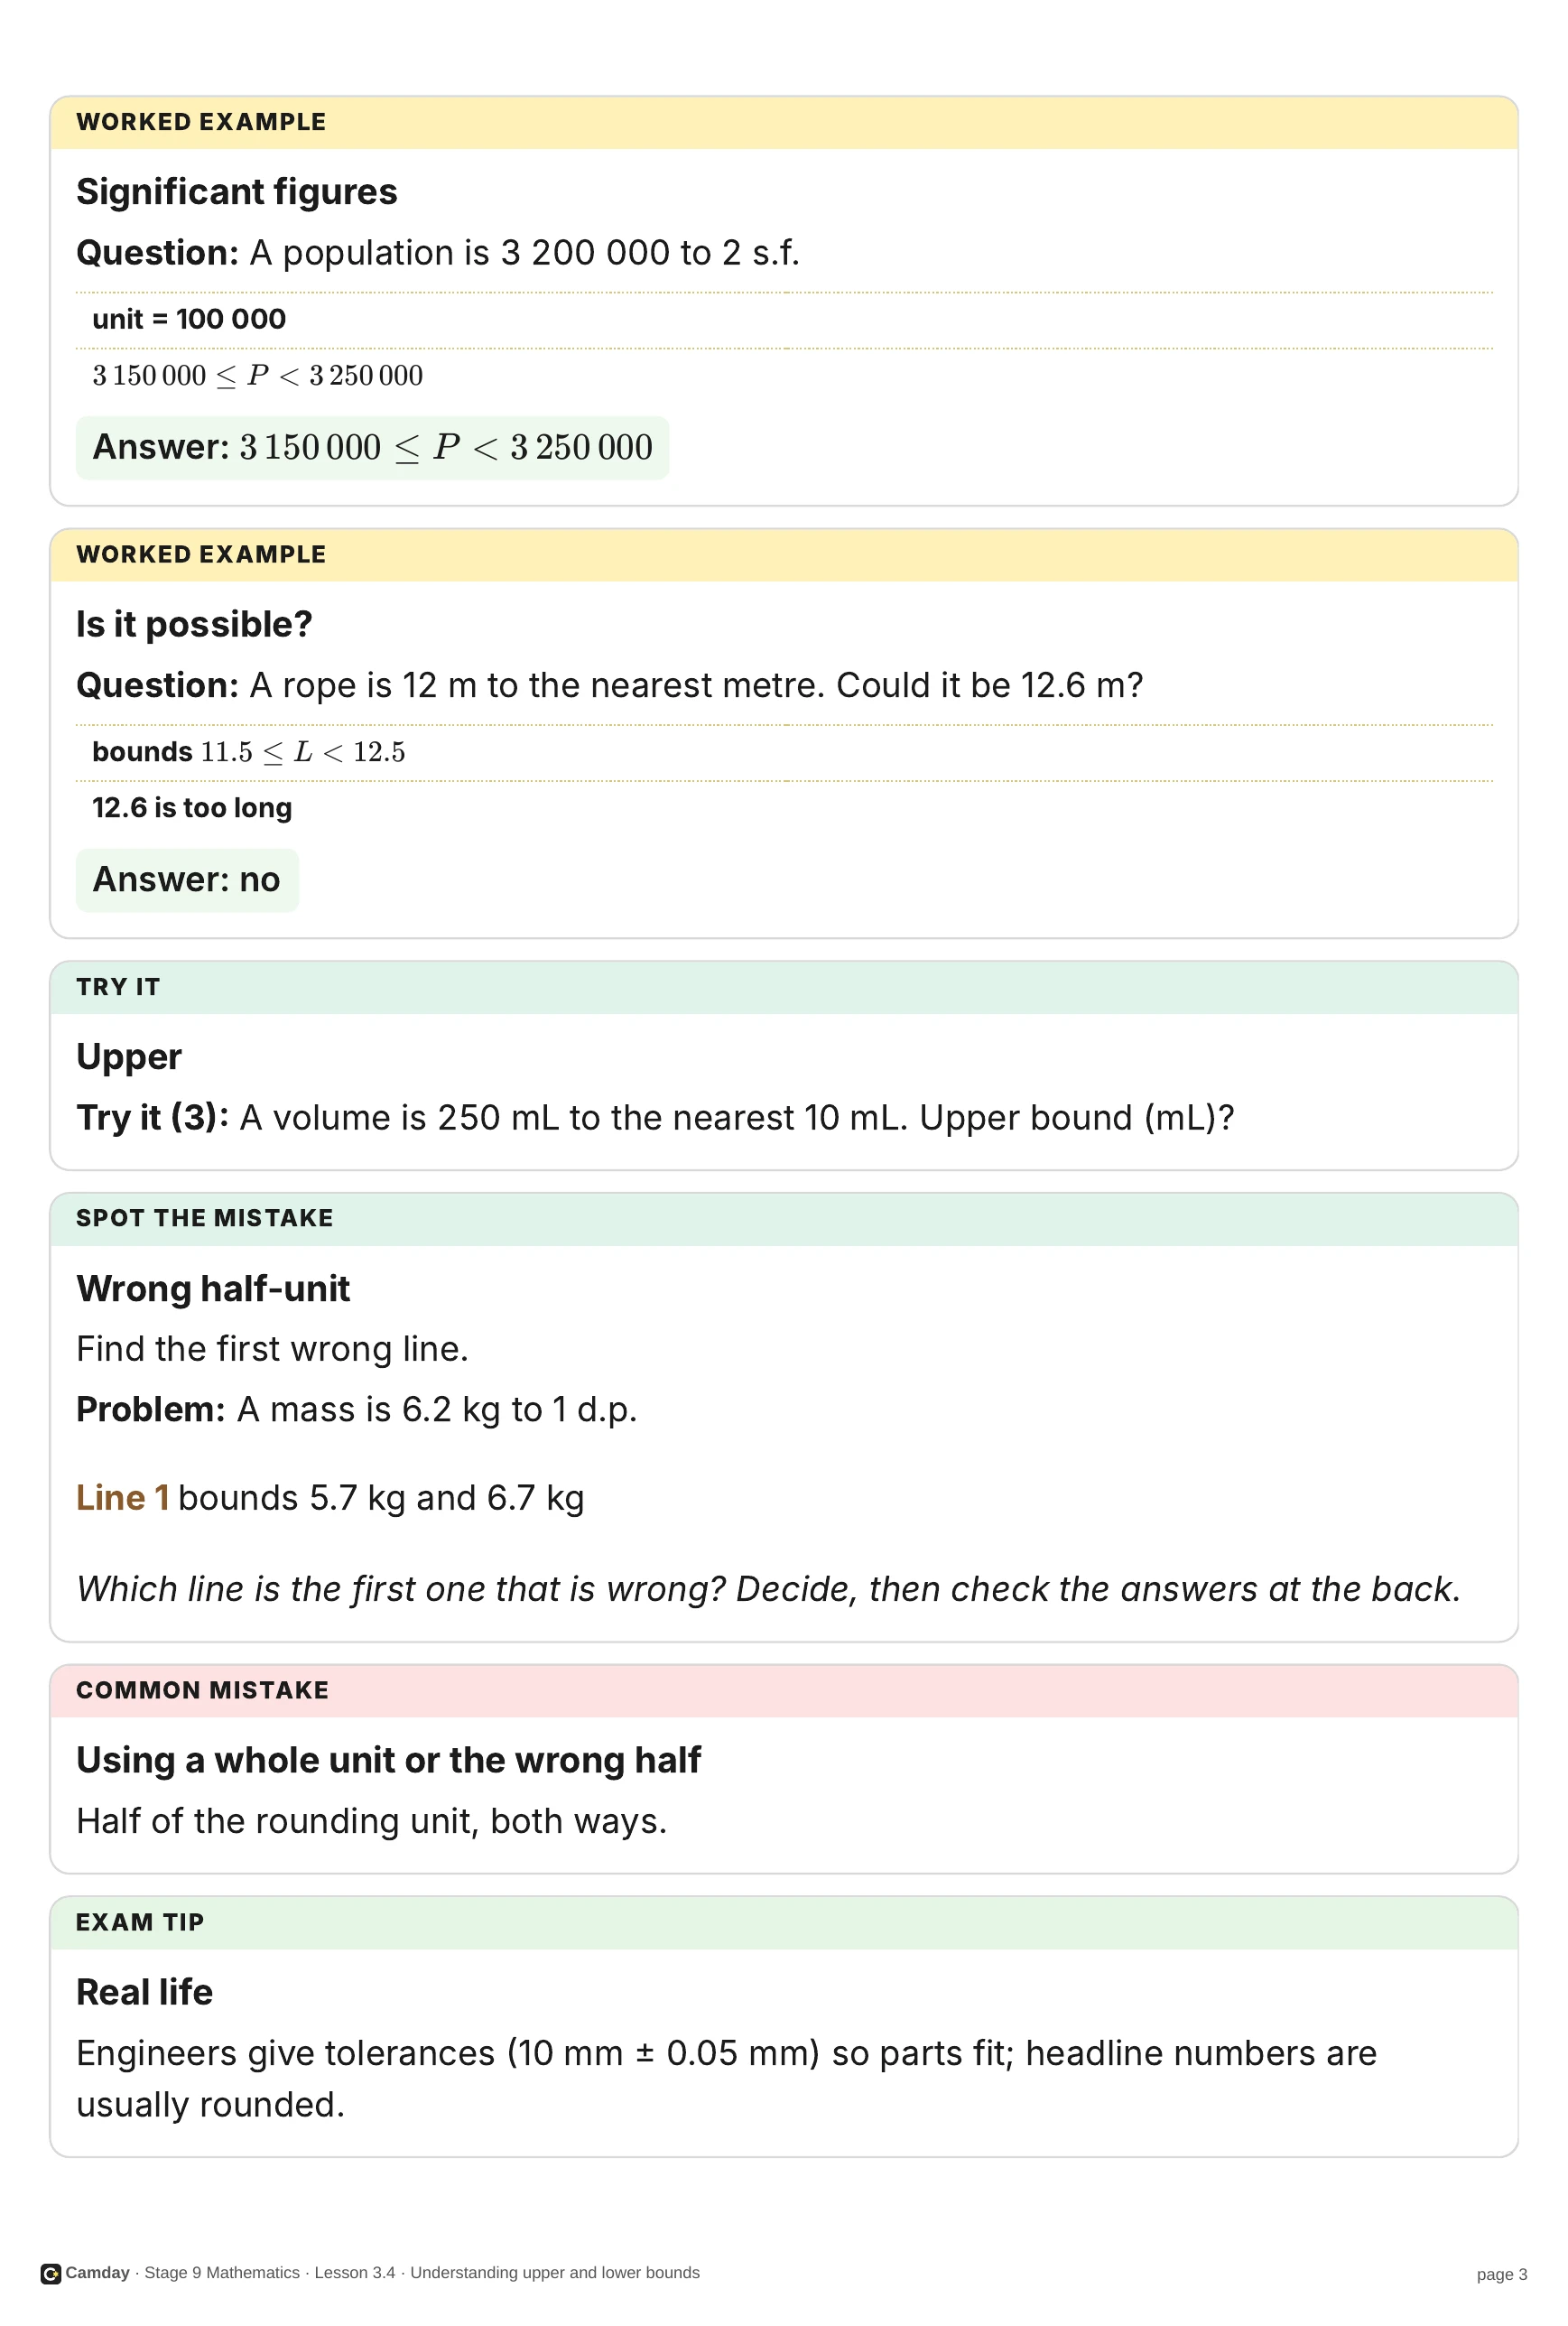 WORKED EXAMPLE
Significant figures
Question: A population is 3 200 000 to 2 s.f.
unit = 100 000
3 150 000 ≤ P < 3 250 000
Answer: 3 150 000 ≤ P < 3 250 000
WORKED EXAMPLE
Is it possible?
Question: A rope is 12 m to the nearest metre. Could it be 12.6 m?
bounds 11.5 ≤ L < 12.5
12.6 is too long
Answer: no
TRY IT
Upper
Try it (3): A volume is 250 mL to the nearest 10 mL. Upper bound (mL)?
SPOT THE MISTAKE
Wrong half-unit
Find the first wrong line.
Problem: A mass is 6.2 kg to 1 d.p.
Line 1 bounds 5.7 kg and 6.7 kg
Which line is the first one that is wrong? Decide, then check the answers at the back.
COMMON MISTAKE
Using a whole unit or the wrong half
Half of the rounding unit, both ways.
EXAM TIP
Real life
Engineers give tolerances (10 mm ± 0.05 mm) so parts fit; headline numbers are
usually rounded.
Camday · Stage 9 Mathematics · Lesson 3.4 · Understanding upper and lower bounds
page 3